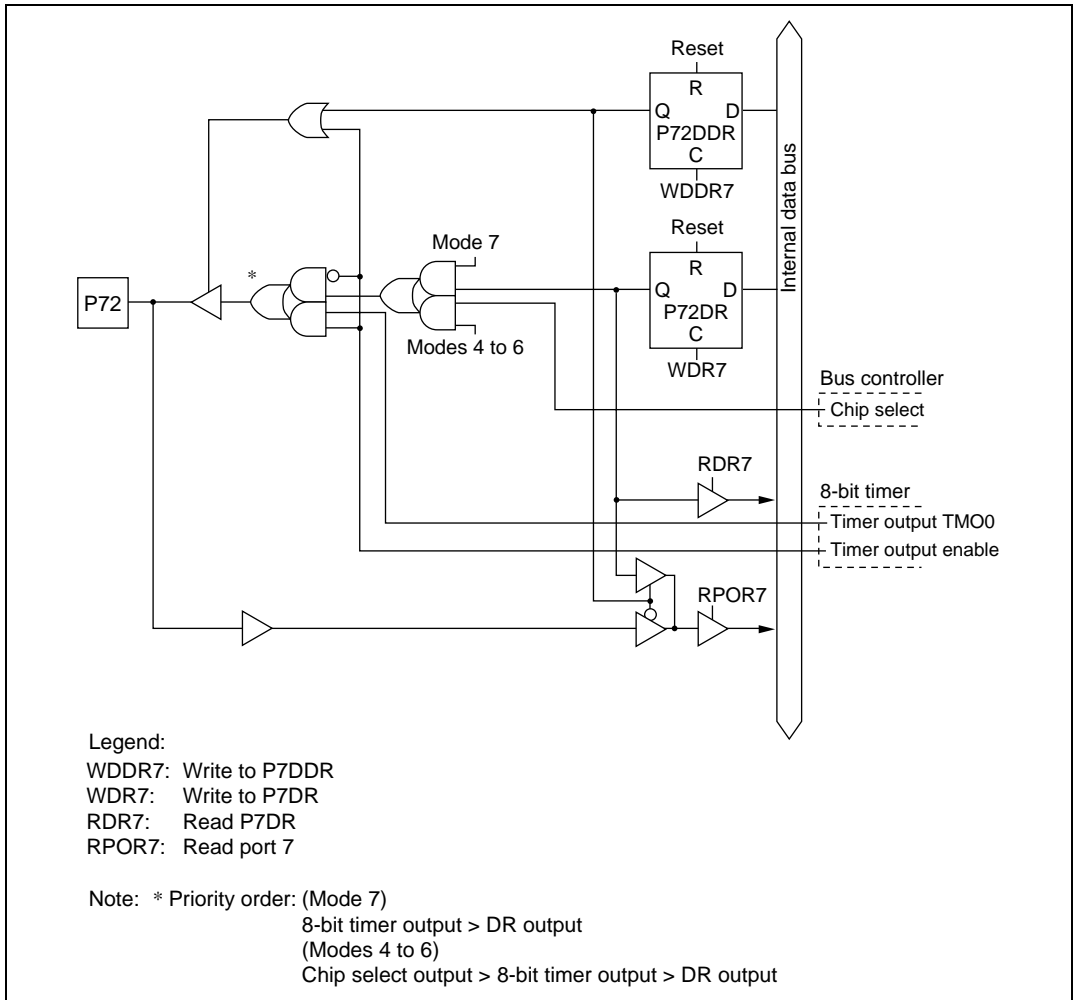 Reset
R
Q D
P72DDR
C
WDDR7
Internal data bus
Reset
Mode 7
R
*
Q D
P72
P72DR
C
Modes 4 to 6
WDR7
Bus controller
Chip select
RDR7
8-bit timer
Timer output TMO0
Timer output enable
RPOR7
Legend:
WDDR7: Write to P7DDR
WDR7: Write to P7DR
RDR7: Read P7DR
RPOR7: Read port 7
Note: * Priority order: (Mode 7)
8-bit timer output > DR output
(Modes 4 to 6)
Chip select output > 8-bit timer output > DR output